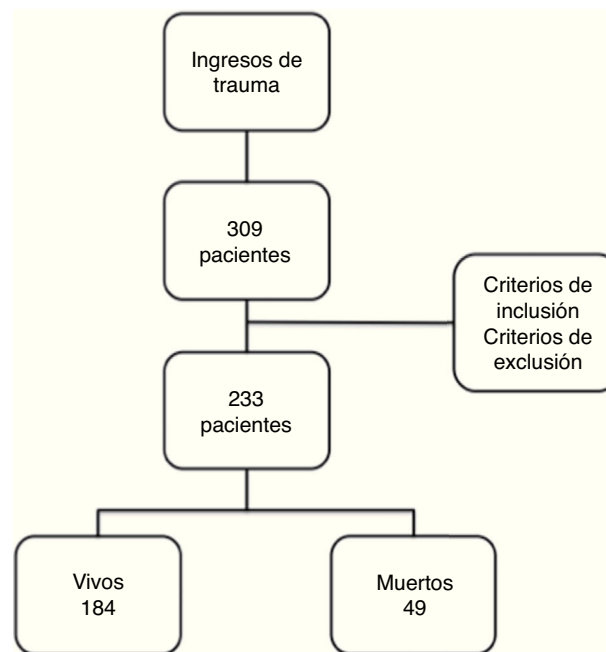 Ingresos de
trauma
309
pacientes
Criterios de
inclusión
Criterios de
exclusión
233
pacientes
Vivos
184
Muertos
49